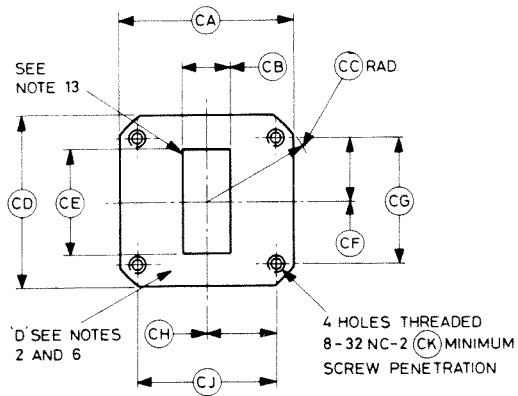 CA
SEE
NOTE 13
CB
CC RAD.
CD
CE
CG
CF
'D' SEE NOTES
2 AND 6
CH
CJ
4 HOLES THREADED
8-32 NC-2 CK MINIMUM
SCREW PENETRATION